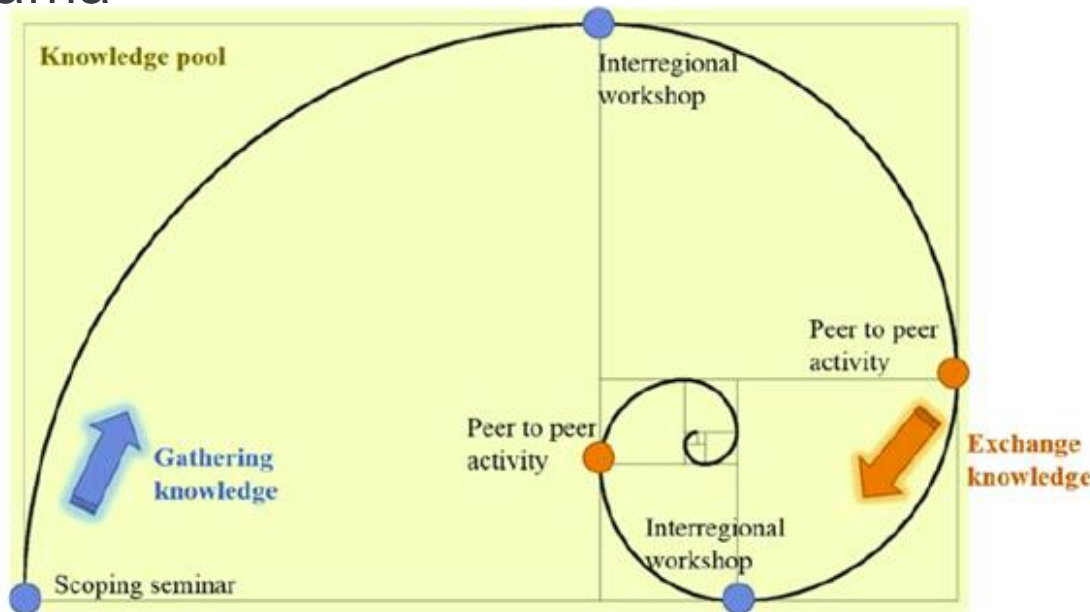 Knowledge pool
Interregional
workshop
Peer to peer
activity
Peer to peer
activity
Exchange
knowledge
Gathering
knowledge
Interregional
workshop
Scoping seminar